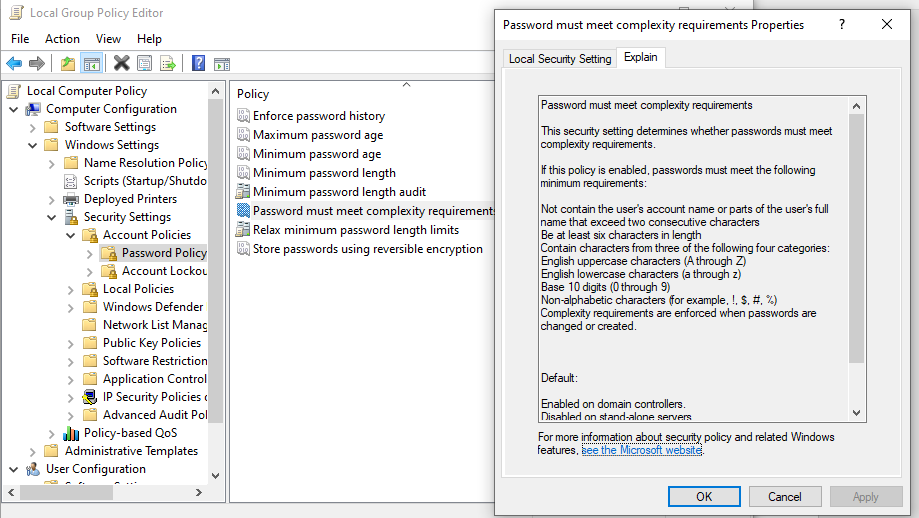 Local Group Policy Editor
File Action View Help
Local Computer Policy
Computer Configuration
Software Settings
Windows Settings
Name Resolution Policy
Scripts (Startup/Shutdo
Deployed Printers
Security Settings
Account Policies
Password Policy
Account Lockou
Local Policies
Windows Defender
Network List Manag
Public Key Policies
Software Restriction
Application Control
IP Security Policies o
Advanced Audit Pol
Policy-based QoS
Administrative Templates
User Configuration
Policy
Enforce password history
Maximum password age
Minimum password age
Minimum password length
Minimum password length audit
Password must meet complexity requirements
Relax minimum password length limits
Store passwords using reversible encryption
Password must meet complexity requirements Properties
Local Security Setting Explain
Password must meet complexity requirements
This security setting determines whether passwords must meet
complexity requirements.
If this policy is enabled, passwords must meet the following
minimum requirements:
Not contain the user's account name or parts of the user's full
name that exceed two consecutive characters
Be at least six characters in length
Contain characters from three of the following four categories:
English uppercase characters (A through Z)
English lowercase characters (a through z)
Base 10 digits (0 through 9)
Non-alphabetic characters (for example, !, $, #, %)
Complexity requirements are enforced when passwords are
changed or created.
Default:
Enabled on domain controllers.
Disabled on stand-alone servers
For more information about security policy and related Windows
features, see the Microsoft website.
OK Cancel Apply